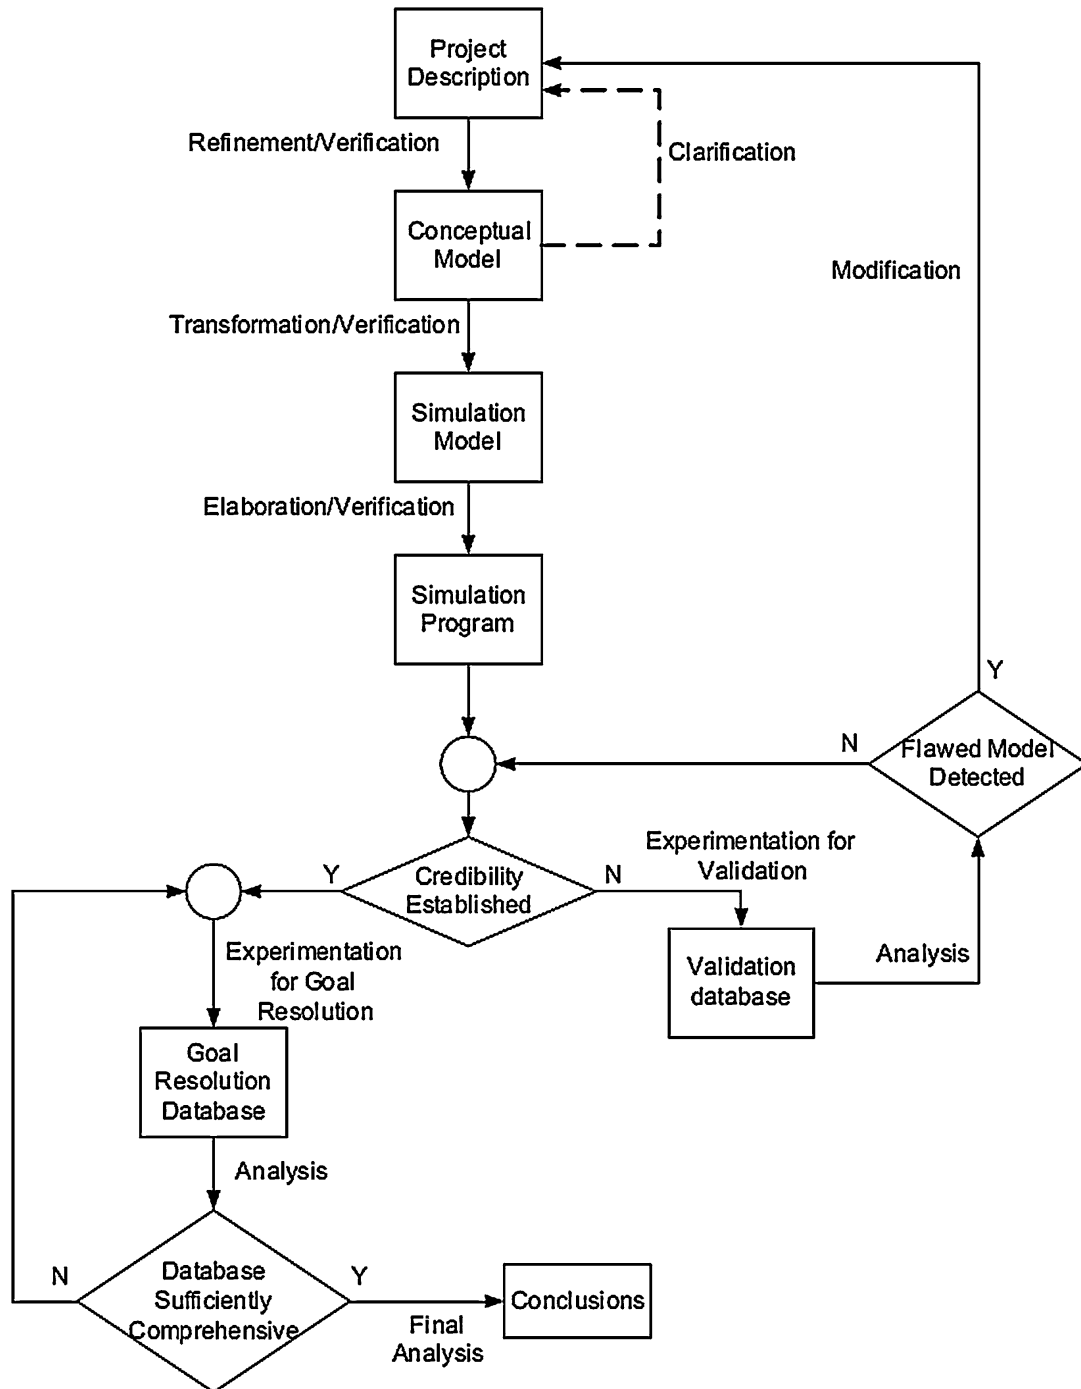 Project
Description
Refinement/Verification
Clarification
Conceptual
Model
Modification
Transformation/Verification
Simulation
Model
Elaboration/Verification
Simulation
Program
Y
N
Flawed Model
Detected
Experimentation for
Validation
Y
Credibility
Established
N
Experimentation
for Goal
Resolution
Validation
database
Analysis
Goal
Resolution
Database
Analysis
N
Database
Sufficiently
Comprehensive
Y
Final
Analysis
Conclusions